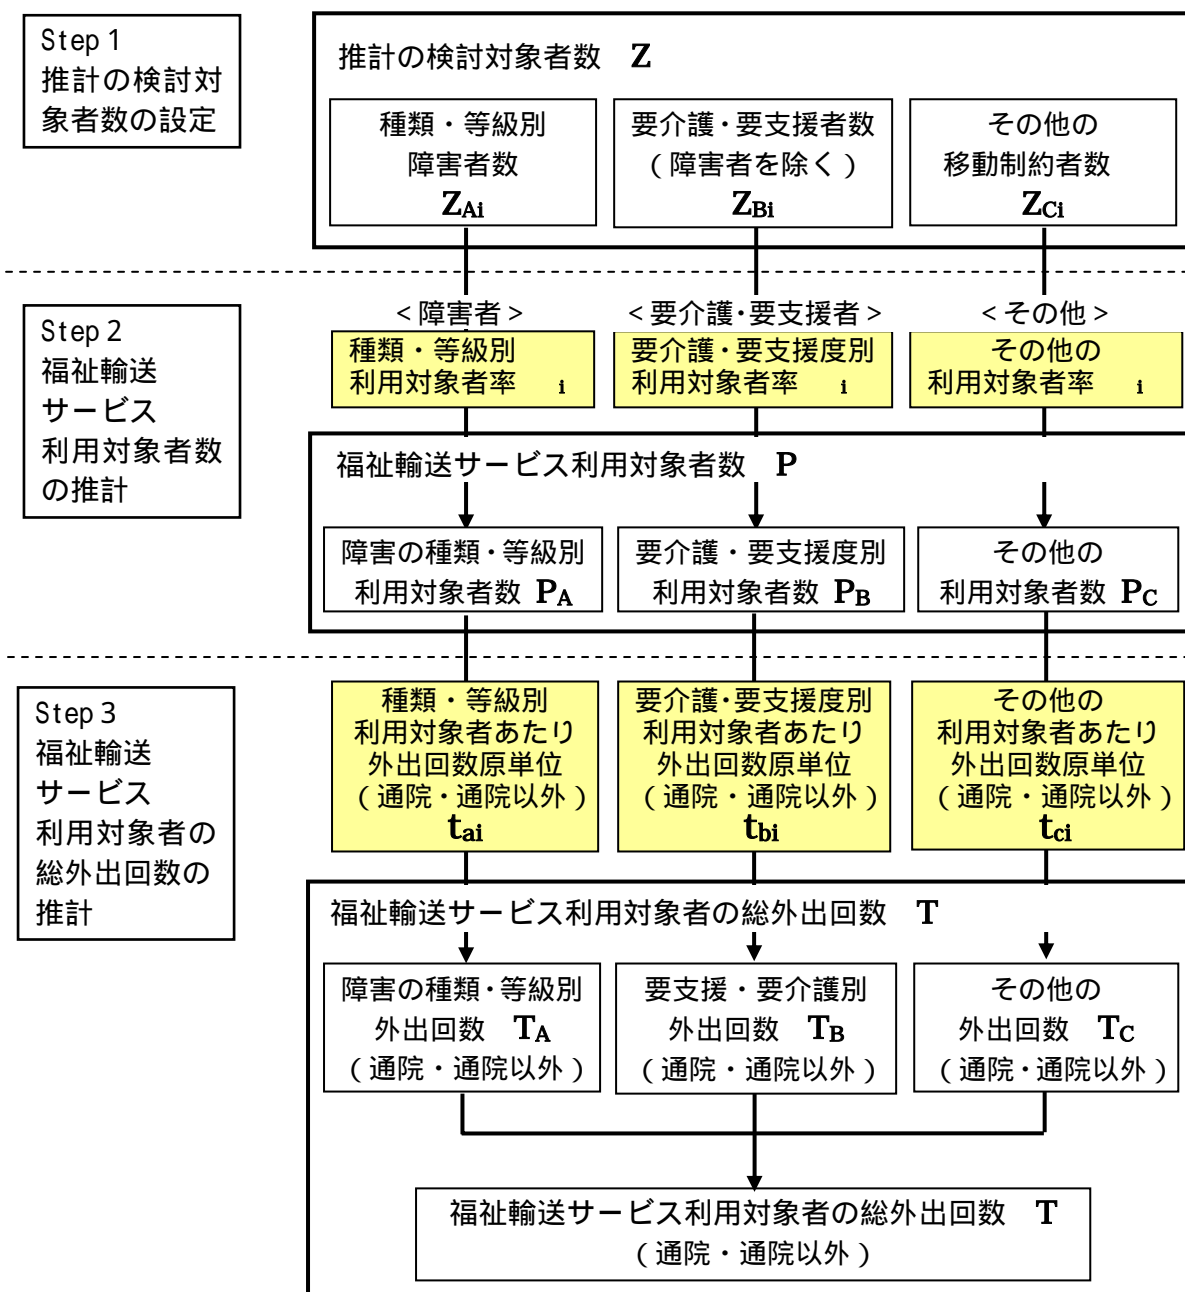 Step 1
推計の検討対
象者数の設定
推計の検討対象者数 Z
種類・等級別
障害者数
ZAi
要介護・要支援者数
(障害者を除く)
ZBi
その他の
移動制約者数
ZCi
Step 2
福祉輸送
サービス
利用対象者数
の推計
<障害者>
<要介護・要支援者>
<その他>
種類・等級別
利用対象者率 i
要介護・要支援度別
利用対象者率 i
その他の
利用対象者率 i
福祉輸送サービス利用対象者数 P
障害の種類・等級別
利用対象者数 PA
要介護・要支援度別
利用対象者数 PB
その他の
利用対象者数 PC
Step 3
福祉輸送
サービス
利用対象者の
総外出回数の
推計
種類・等級別
利用対象者あたり
外出回数原単位
(通院・通院以外)
tai
要介護・要支援度別
利用対象者あたり
外出回数原単位
(通院・通院以外)
tbi
その他の
利用対象者あたり
外出回数原単位
(通院・通院以外)
tci
福祉輸送サービス利用対象者の総外出回数 T
障害の種類・等級別
外出回数 TA
(通院・通院以外)
要支援・要介護別
外出回数 TB
(通院・通院以外)
その他の
外出回数 TC
(通院・通院以外)
福祉輸送サービス利用対象者の総外出回数 T
(通院・通院以外)